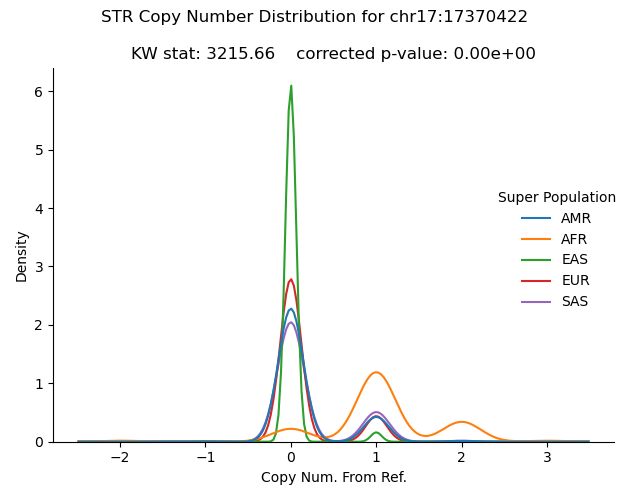 STR Copy Number Distribution for chr17:17370422
KW stat: 3215.66    corrected p-value: 0.00e+00
6
5
4
3
2
1
0
Density
−2
−1
0
1
2
3
Copy Num. From Ref.
Super Population
AMR
AFR
EAS
EUR
SAS